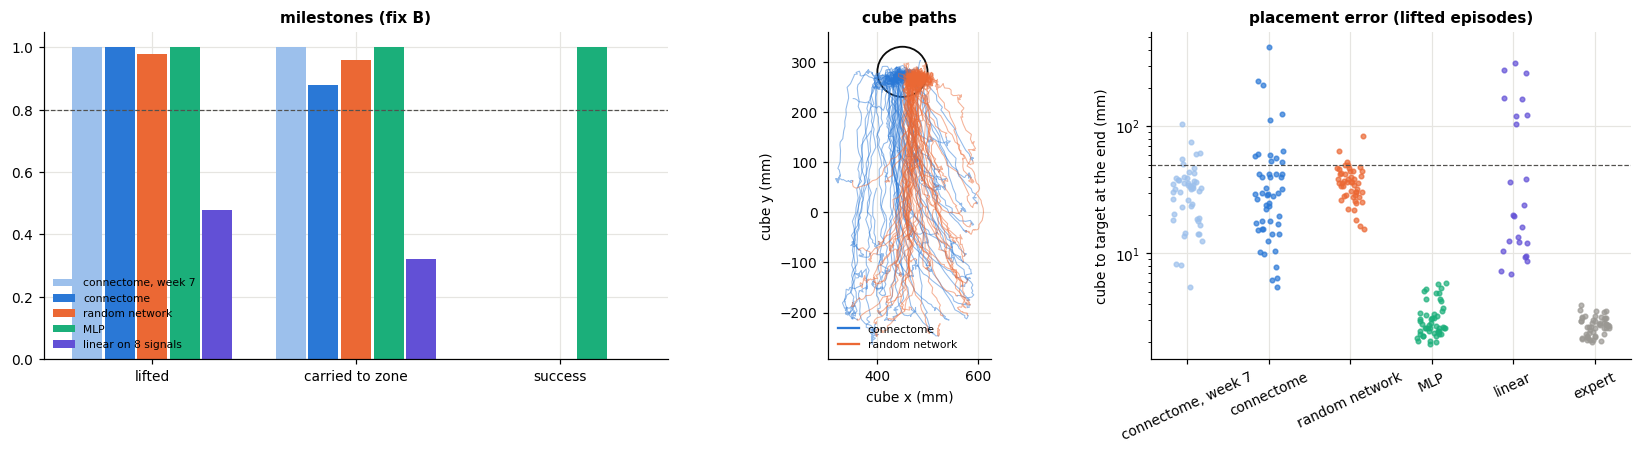 milestones (fix B)
1.0
0.8
0.6
0.4
0.2
0.0
connectome, week 7
connectome
random network
MLP
linear on 8 signals
lifted
carried to zone
success
cube paths
cube y (mm)
300
200
100
0
−100
−200
connectome
random network
400
600
cube x (mm)
placement error (lifted episodes)
cube to target at the end (mm)
10²
10¹
connectome, week 7
connectome
random network
MLP
linear
expert